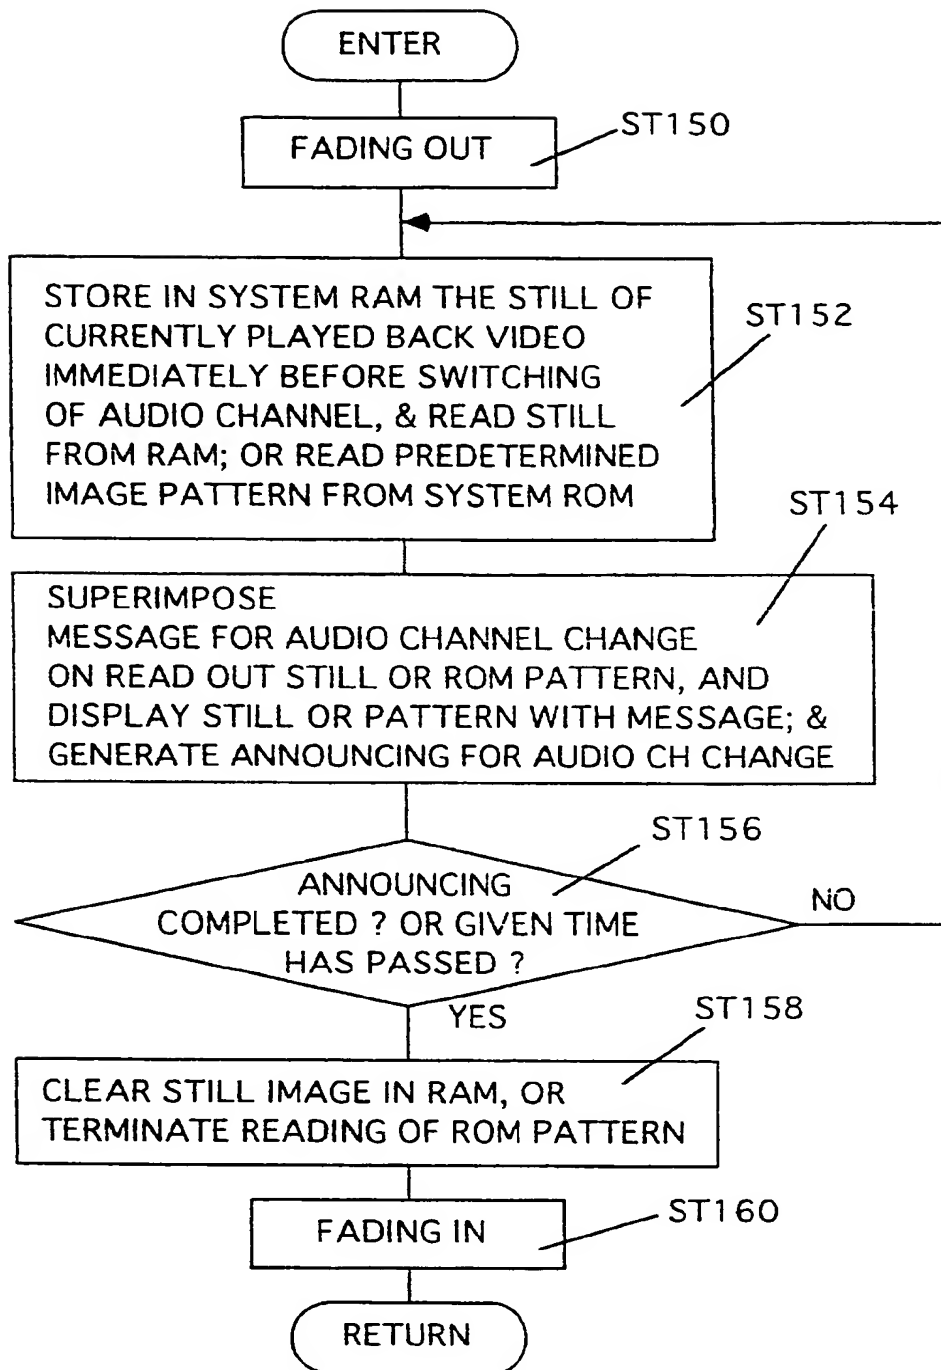 ENTER
FADING OUT
ST150
STORE IN SYSTEM RAM THE STILL OF
CURRENTLY PLAYED BACK VIDEO
IMMEDIATELY BEFORE SWITCHING
OF AUDIO CHANNEL, & READ STILL
FROM RAM; OR READ PREDETERMINED
IMAGE PATTERN FROM SYSTEM ROM
ST152
ST154
SUPERIMPOSE
MESSAGE FOR AUDIO CHANNEL CHANGE
ON READ OUT STILL OR ROM PATTERN, AND
DISPLAY STILL OR PATTERN WITH MESSAGE; &
GENERATE ANNOUNCING FOR AUDIO CH CHANGE
ST156
ANNOUNCING
COMPLETED ? OR GIVEN TIME
HAS PASSED ?
NO
YES
ST158
CLEAR STILL IMAGE IN RAM, OR
TERMINATE READING OF ROM PATTERN
FADING IN
ST160
RETURN